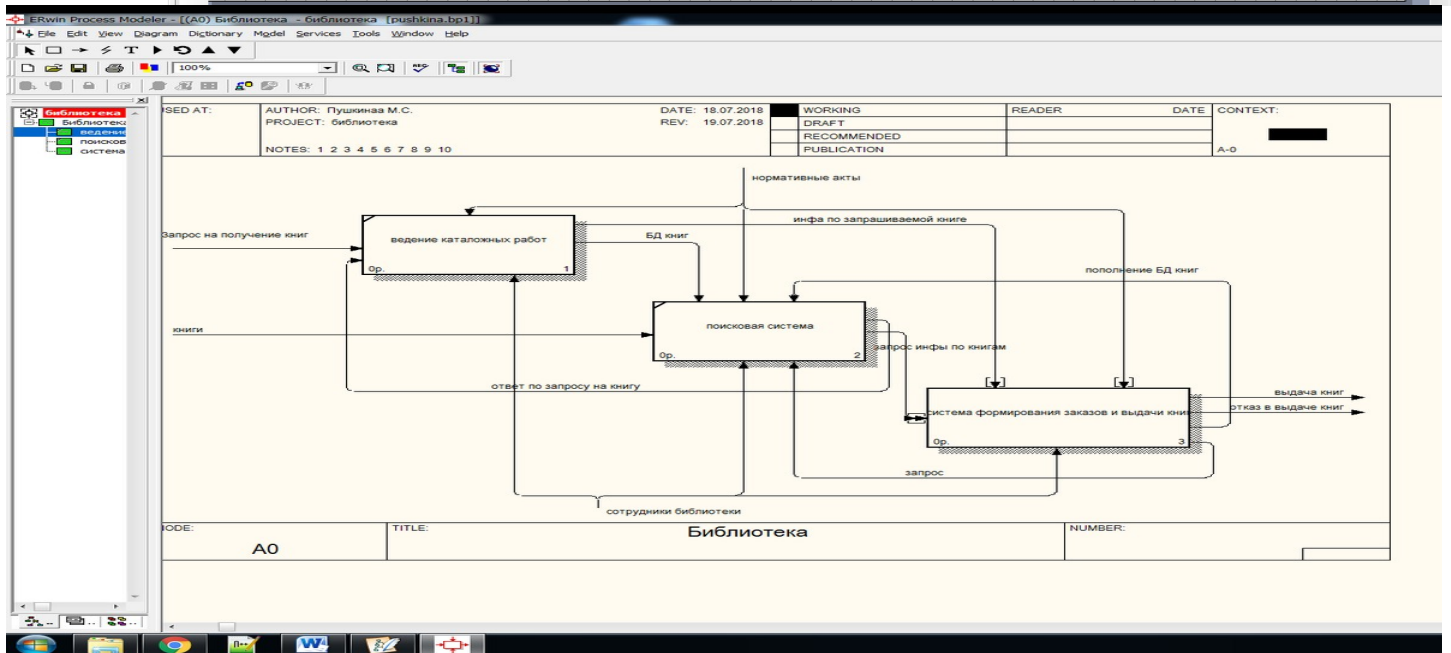 ERwin Process Modeler - [(A0) Библиотека - библиотека [pushkina.bp1]]
File Edit View Diagram Dictionary Model Services Tools Window Help
T
100%
библиотека
Библиотека
ведение
поисков
система
SED AT:
AUTHOR: Пушкинаа М.С.
PROJECT: библиотека
NOTES: 1 2 3 4 5 6 7 8 9 10
DATE: 18.07.2018
REV: 19.07.2018
WORKING
DRAFT
RECOMMENDED
PUBLICATION
READER
DATE
CONTEXT:
A-0
нормативные акты
инфа по запрашиваемой книге
Запрос на получение книг
БД книг
ведение каталожных работ
0р. 1
пополнение БД книг
книги
поисковая система
0р. 2
запрос инфы по книгам
ответ по запросу на книгу
выдача книг
отказ в выдаче книг
система формирования заказов и выдачи книг
0р. 3
запрос
сотрудники библиотеки
ODE:
A0
TITLE:
Библиотека
NUMBER: